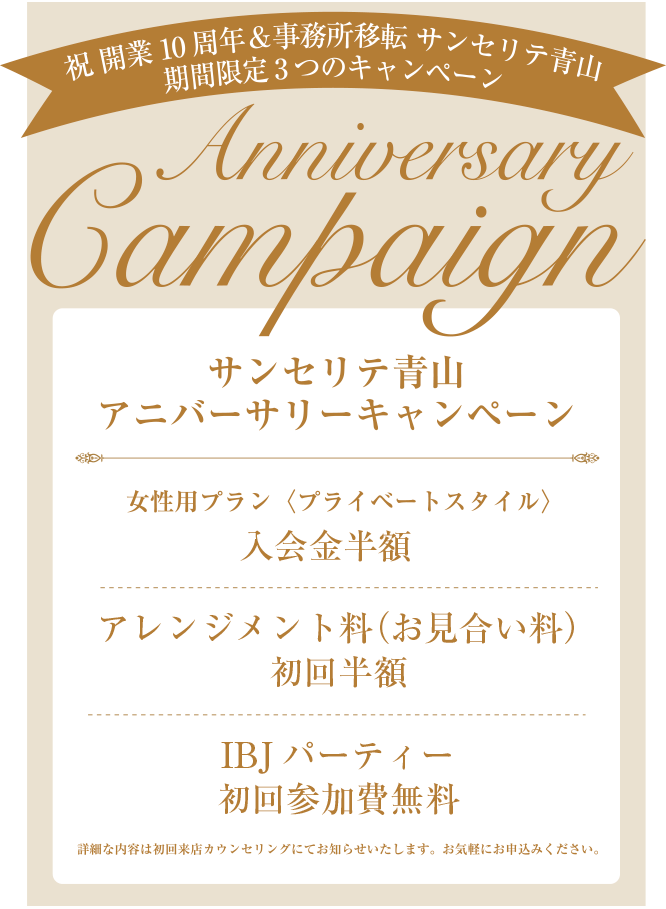 祝 開業 10 周年＆事務所移転 サンセリテ青山
期間限定３つのキャンペーン
Anniversary
Campaign
サンセリテ青山
アニバーサリーキャンペーン
女性用プラン〈プライベートスタイル〉
入会金半額
アレンジメント料（お見合い料）
初回半額
IBJ パーティー
初回参加費無料
詳細な内容は初回来店カウンセリングにてお知らせいたします。お気軽にお申込みください。